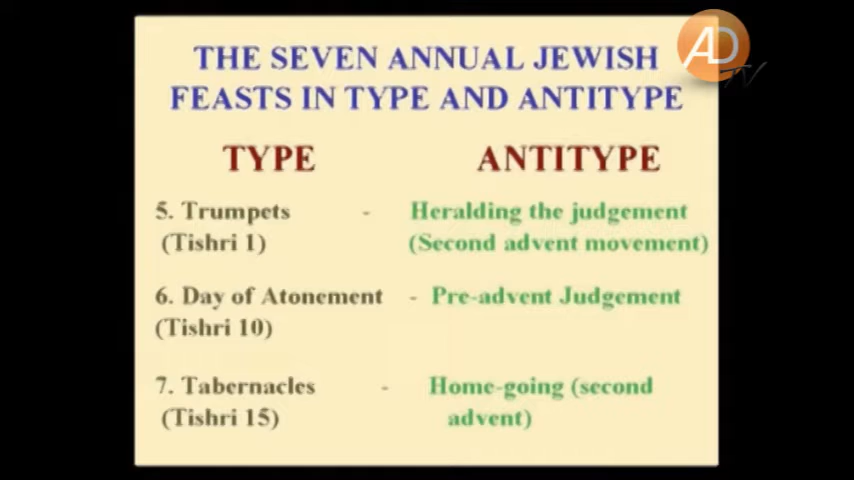 AD
TV
THE SEVEN ANNUAL JEWISH
FEASTS IN TYPE AND ANTITYPE
TYPE ANTITYPE
5. Trumpets - Heralding the judgement
(Tishri 1) (Second advent movement)
6. Day of Atonement - Pre-advent Judgement
(Tishri 10)
7. Tabernacles - Home-going (second
(Tishri 15) advent)